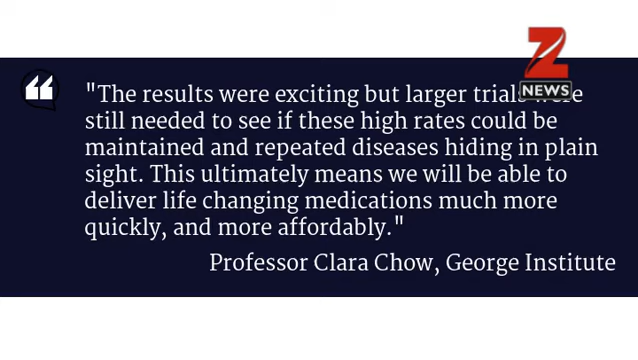 Z
NEWS
"The results were exciting but larger trials were
still needed to see if these high rates could be
maintained and repeated diseases hiding in plain
sight. This ultimately means we will be able to
deliver life changing medications much more
quickly, and more affordably."
Professor Clara Chow, George Institute